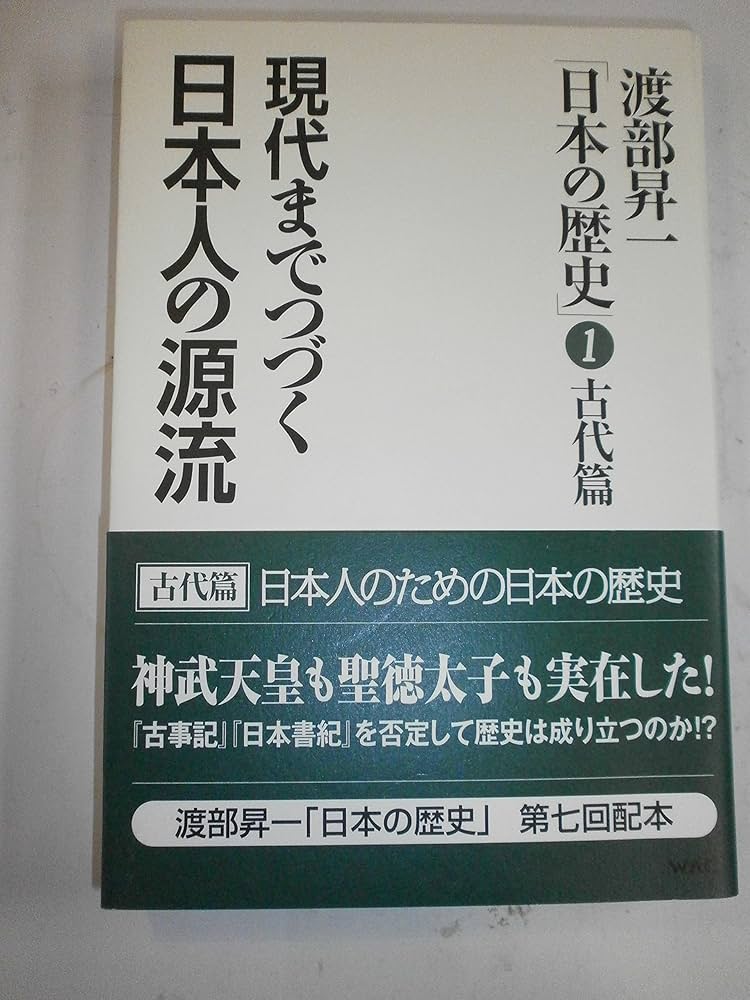 渡部昇一
「日本の歴史」❶古代篇
現代までつづく
日本人の源流
古代篇 日本人のための日本の歴史
神武天皇も聖徳太子も実在した!
『古事記』『日本書紀』を否定して歴史は成り立つのか!?
渡部昇一「日本の歴史」 第七回配本
WAC